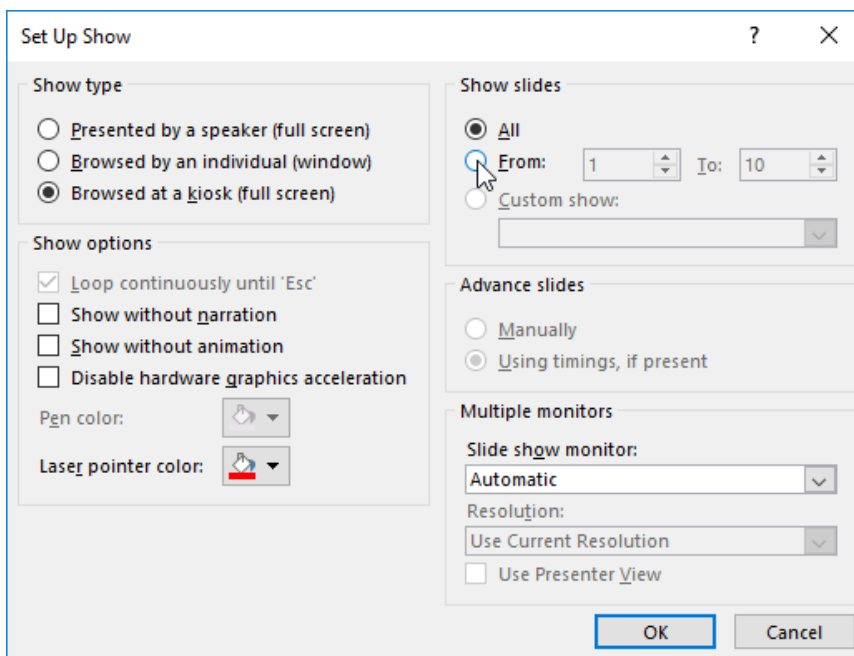 Set Up Show
?
Show type
Presented by a speaker (full screen)
Browsed by an individual (window)
Browsed at a kiosk (full screen)
Show options
Loop continuously until 'Esc'
Show without narration
Show without animation
Disable hardware graphics acceleration
Pen color:
Laser pointer color:
Show slides
All
From: 1 To: 10
Custom show:
Advance slides
Manually
Using timings, if present
Multiple monitors
Slide show monitor:
Automatic
Resolution:
Use Current Resolution
Use Presenter View
OK Cancel